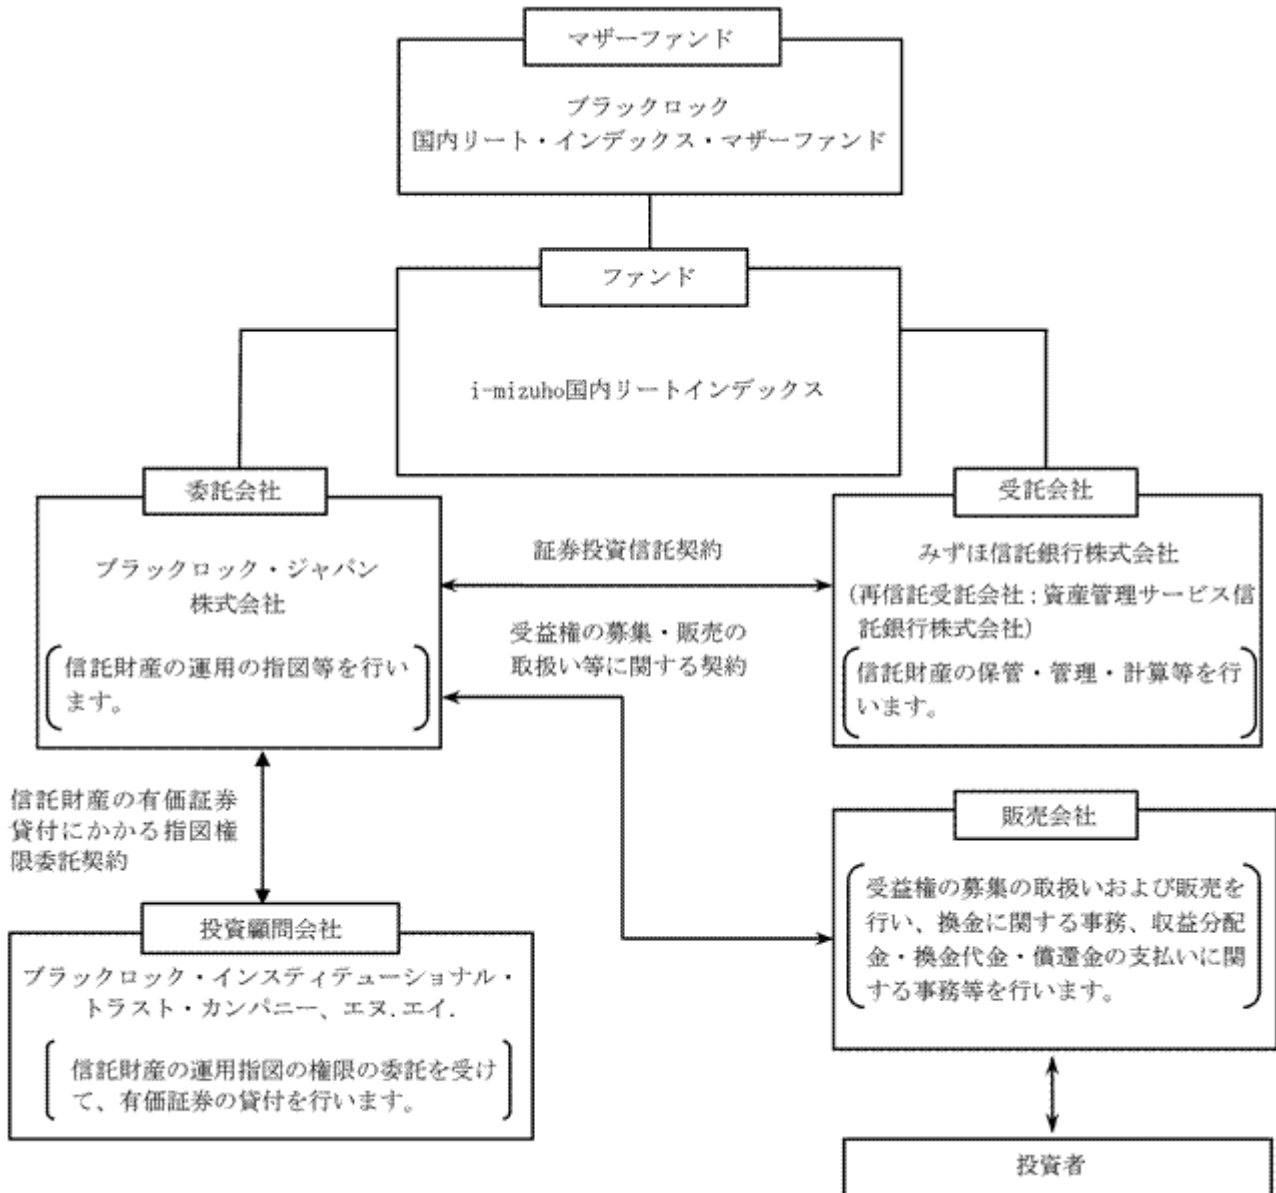 マザーファンド
ブラックロック
国内リート・インデックス・マザーファンド
ファンド
i-mizuho国内リートインデックス
委託会社
ブラックロック・ジャパン
株式会社
信託財産の運用の指図等を行い
ます。
証券投資信託契約
受益権の募集・販売の
取扱い等に関する契約
受託会社
みずほ信託銀行株式会社
(再信託受託会社:資産管理サービス信
託銀行株式会社)
信託財産の保管・管理・計算等を行
います。
信託財産の有価証券
貸付にかかる指図権
限委託契約
販売会社
受益権の募集の取扱いおよび販売を
行い、換金に関する事務、収益分配
金・換金代金・償還金の支払いに関
する事務等を行います。
投資顧問会社
ブラックロック・インスティテューショナル・
トラスト・カンパニー、エヌ.エイ.
信託財産の運用指図の権限の委託を受け
て、有価証券の貸付を行います。
投資者